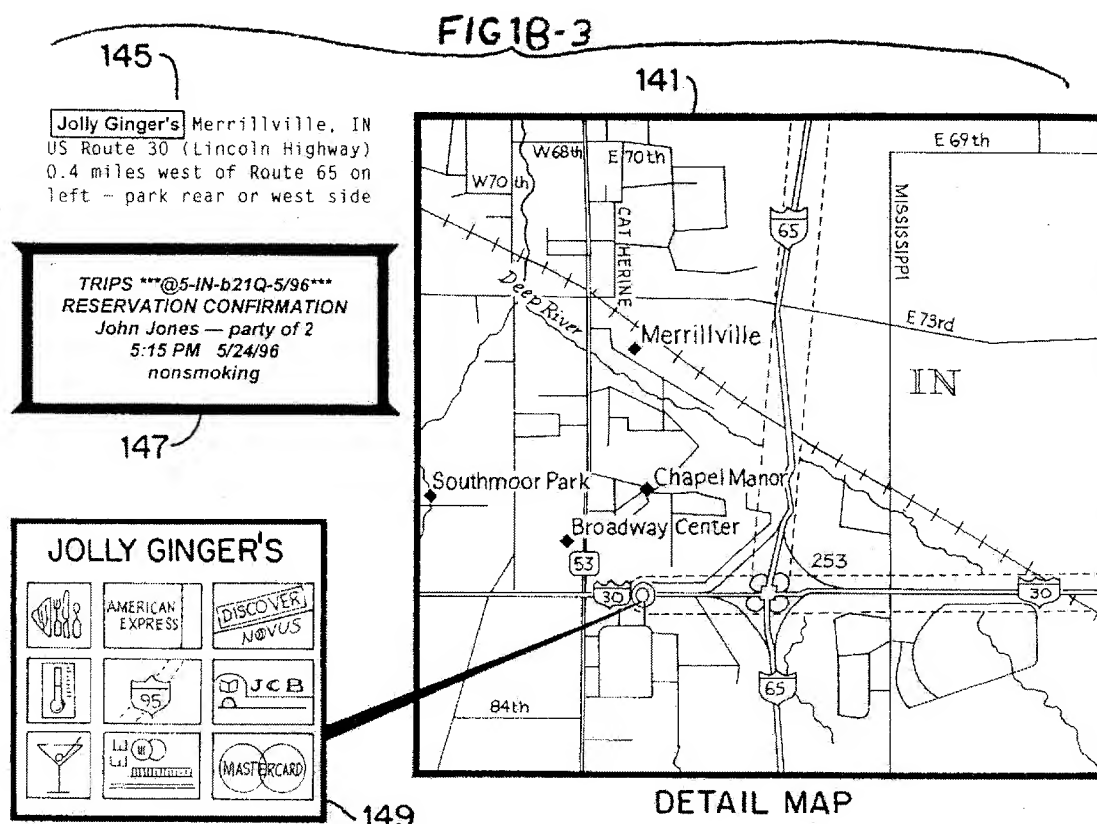 FIG 1B-3
145
Jolly Ginger's Merrillville, IN
US Route 30 (Lincoln Highway)
0.4 miles west of Route 65 on
left - park rear or west side
TRIPS ***@5-IN-b21Q-5/96***
RESERVATION CONFIRMATION
John Jones — party of 2
5:15 PM 5/24/96
nonsmoking
147
JOLLY GINGER'S
AMERICAN
EXPRESS
DISCOVER
NOVUS
95
JCB
MASTERCARD
149
141
W68th
E 70th
E 69th
W70th
65
CATHERINE
MISSISSIPPI
Deep River
E 73rd
Merrillville
IN
Southmoor Park
Chapel Manor
Broadway Center
53
253
30
30
65
84th
DETAIL MAP